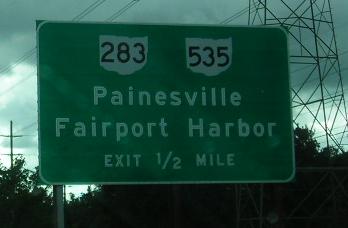 283 535
Painesville
Fairport Harbor
EXIT 1/2 MILE